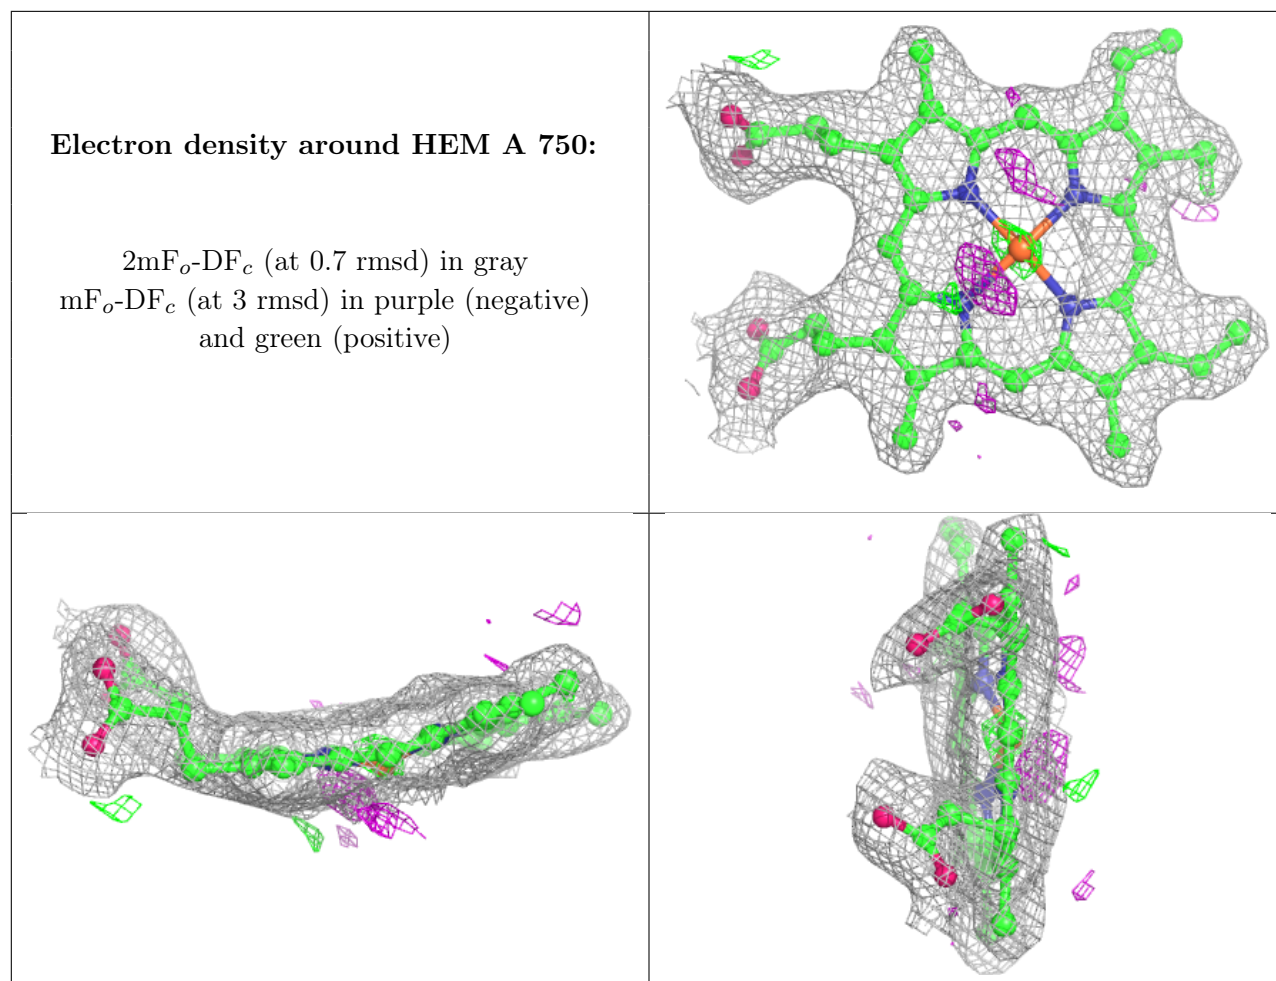 Electron density around HEM A 750:
2mFo-DFc (at 0.7 rmsd) in gray
mFo-DFc (at 3 rmsd) in purple (negative)
and green (positive)